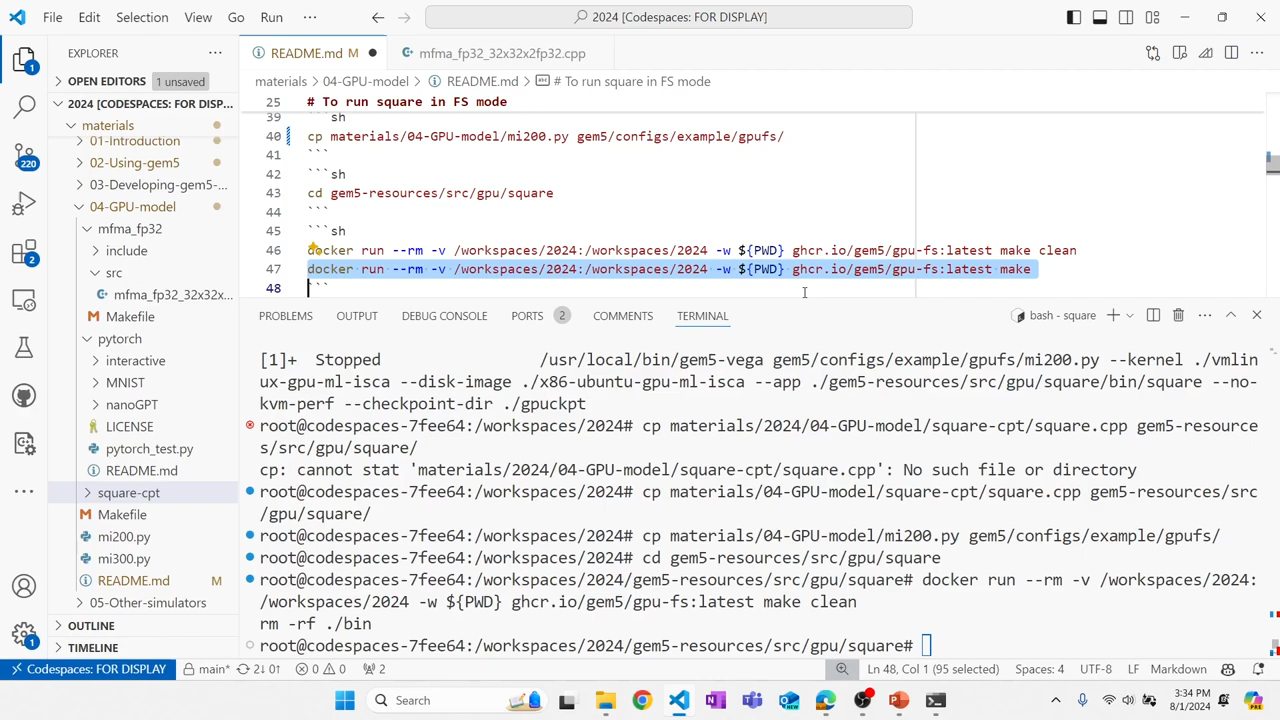 File Edit Selection View Go Run ··· 2024 [Codespaces: FOR DISPLAY]
EXPLORER ···
OPEN EDITORS 1 unsaved
2024 [CODESPACES: FOR DISP...
materials
01-Introduction
02-Using-gem5
03-Developing-gem5-...
04-GPU-model
mfma_fp32
include
src
mfma_fp32_32x32x...
Makefile
pytorch
interactive
MNIST
nanoGPT
LICENSE
pytorch_test.py
README.md
square-cpt
Makefile
mi200.py
mi300.py
README.md M
05-Other-simulators
OUTLINE
TIMELINE
1
220
2
1
README.md M ● mfma_fp32_32x32x2fp32.cpp
materials > 04-GPU-model > README.md > # To run square in FS mode
25 # To run square in FS mode
39 ```sh
40 cp materials/04-GPU-model/mi200.py gem5/configs/example/gpufs/
41 ```
42 ```sh
43 cd gem5-resources/src/gpu/square
44 ```
45 ```sh
46 docker run --rm -v /workspaces/2024:/workspaces/2024 -w ${PWD} ghcr.io/gem5/gpu-fs:latest make clean
47 docker run --rm -v /workspaces/2024:/workspaces/2024 -w ${PWD} ghcr.io/gem5/gpu-fs:latest make
48 ```
PROBLEMS OUTPUT DEBUG CONSOLE PORTS 2 COMMENTS TERMINAL bash - square
[1]+ Stopped /usr/local/bin/gem5-vega gem5/configs/example/gpufs/mi200.py --kernel ./vmlin
ux-gpu-ml-isca --disk-image ./x86-ubuntu-gpu-ml-isca --app ./gem5-resources/src/gpu/square/bin/square --no-
kvm-perf --checkpoint-dir ./gpuckpt
root@codespaces-7fee64:/workspaces/2024# cp materials/2024/04-GPU-model/square-cpt/square.cpp gem5-resource
s/src/gpu/square/
cp: cannot stat 'materials/2024/04-GPU-model/square-cpt/square.cpp': No such file or directory
root@codespaces-7fee64:/workspaces/2024# cp materials/04-GPU-model/square-cpt/square.cpp gem5-resources/src
/gpu/square/
root@codespaces-7fee64:/workspaces/2024# cp materials/04-GPU-model/mi200.py gem5/configs/example/gpufs/
root@codespaces-7fee64:/workspaces/2024# cd gem5-resources/src/gpu/square
root@codespaces-7fee64:/workspaces/2024/gem5-resources/src/gpu/square# docker run --rm -v /workspaces/2024:
/workspaces/2024 -w ${PWD} ghcr.io/gem5/gpu-fs:latest make clean
rm -rf ./bin
root@codespaces-7fee64:/workspaces/2024/gem5-resources/src/gpu/square#
Codespaces: FOR DISPLAY main* 2↓ 0↑ 0 0 2 Ln 48, Col 1 (95 selected) Spaces: 4 UTF-8 LF Markdown
Search
3:34 PM
8/1/2024